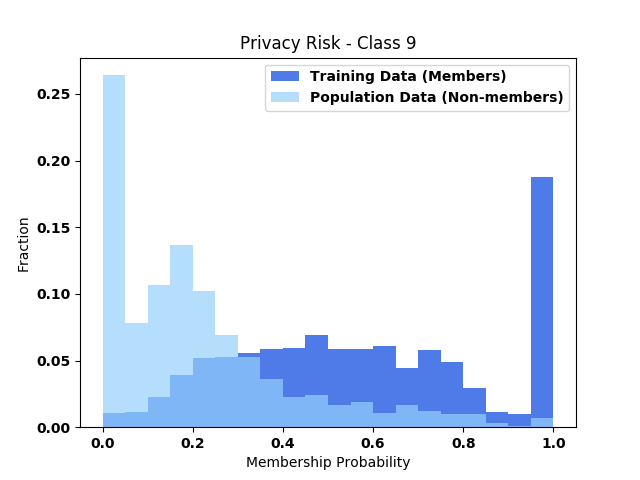 Privacy Risk - Class 9
Training Data (Members)
Population Data (Non-members)
0.25
0.20
0.15
0.10
0.05
0.00
Fraction
0.0 0.2 0.4 0.6 0.8 1.0
Membership Probability